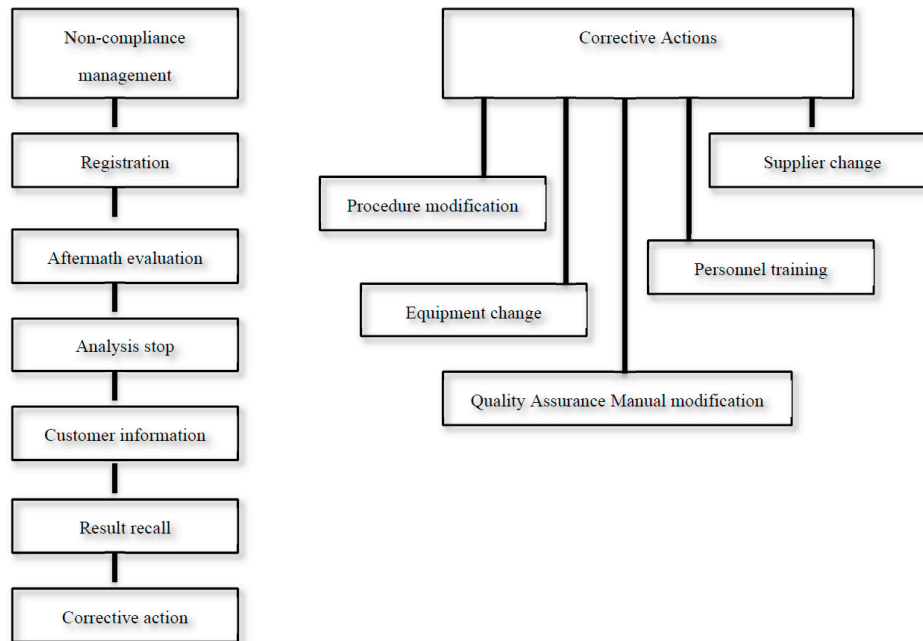 Non-compliance
management
Registration
Aftermath evaluation
Analysis stop
Customer information
Result recall
Corrective action
Corrective Actions
Supplier change
Procedure modification
Personnel training
Equipment change
Quality Assurance Manual modification